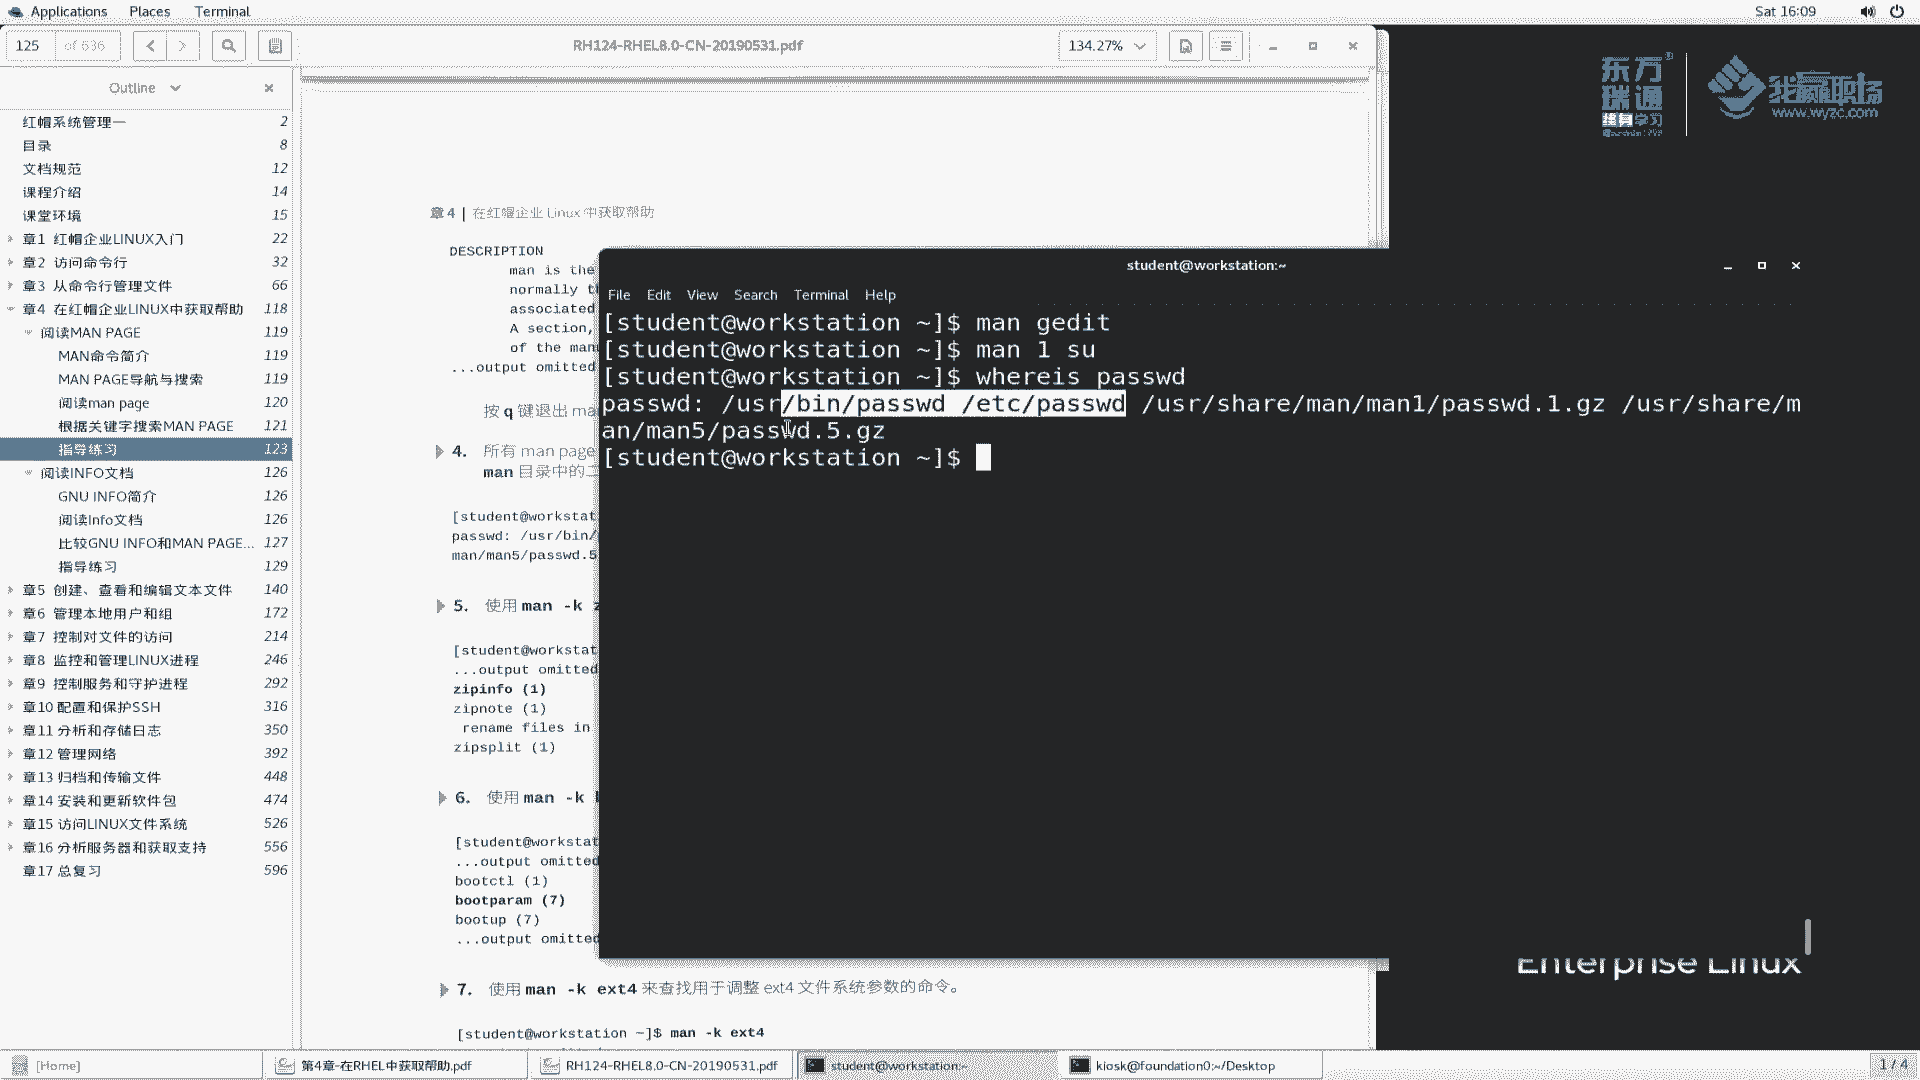 Applications Places Terminal
Sat 16:09
125 of 636
RH124-RHEL8.0-CN-20190531.pdf
134.27%
Outline
红帽系统管理一 2
目录 8
文档规范 12
课程介绍 14
课堂环境 15
章1 红帽企业LINUX入门 22
章2 访问命令行 32
章3 从命令行管理文件 66
章4 在红帽企业LINUX中获取帮助 118
阅读MAN PAGE 119
MAN命令简介 119
MAN PAGE导航与搜索 119
阅读man page 120
根据关键字搜索MAN PAGE 121
指导练习 123
阅读INFO文档 126
GNU INFO简介 126
阅读Info文档 126
比较GNU INFO和MAN PAGE... 127
指导练习 129
章5 创建、查看和编辑文本文件 140
章6 管理本地用户和组 172
章7 控制对文件的访问 214
章8 监控和管理LINUX进程 246
章9 控制服务和守护进程 292
章10 配置和保护SSH 316
章11 分析和存储日志 350
章12 管理网络 392
章13 归档和传输文件 448
章14 安装和更新软件包 474
章15 访问LINUX文件系统 526
章16 分析服务器和获取支持 556
章17 总复习 596
章 4 | 在红帽企业 Linux 中获取帮助
DESCRIPTION
man is the
normally t
associated
A section,
of the man
...output omitted
按 q 键退出 ma
4. 所有 man page
man 目录中的二
[student@workstat
passwd: /usr/bin/
man/man5/passwd.5
5. 使用 man -k z
[student@workstat
...output omitted
zipinfo (1)
zipnote (1)
rename files in
zipsplit (1)
6. 使用 man -k
[student@workstat
...output omitted
bootctl (1)
bootparam (7)
bootup (7)
...output omitted
7. 使用 man -k ext4 来查找用于调整 ext4 文件系统参数的命令。
[student@workstation ~]$ man -k ext4
student@workstation:~
File Edit View Search Terminal Help
[student@workstation ~]$ man gedit
[student@workstation ~]$ man 1 su
[student@workstation ~]$ whereis passwd
passwd: /usr/bin/passwd /etc/passwd /usr/share/man/man1/passwd.1.gz /usr/share/m
an/man5/passwd.5.gz
[student@workstation ~]$
东方
瑞通
终身学习
我赢职场
www.wyzc.com
Enterprise Linux
[Home]
第4章-在RHEL中获取帮助.pdf
RH124-RHEL8.0-CN-20190531.pdf
student@workstation:~
kiosk@foundation0:~/Desktop
1 / 4